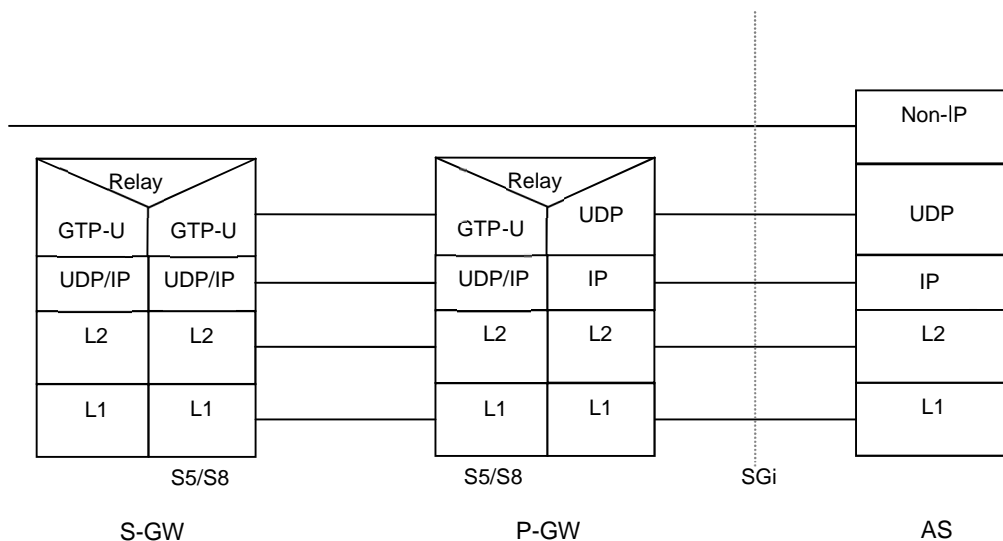 Non-IP
Relay
Relay
GTP-U GTP-U GTP-U UDP UDP
UDP/IP UDP/IP UDP/IP IP IP
L2 L2 L2 L2 L2
L1 L1 L1 L1 L1
S5/S8 S5/S8 SGi
S-GW P-GW AS